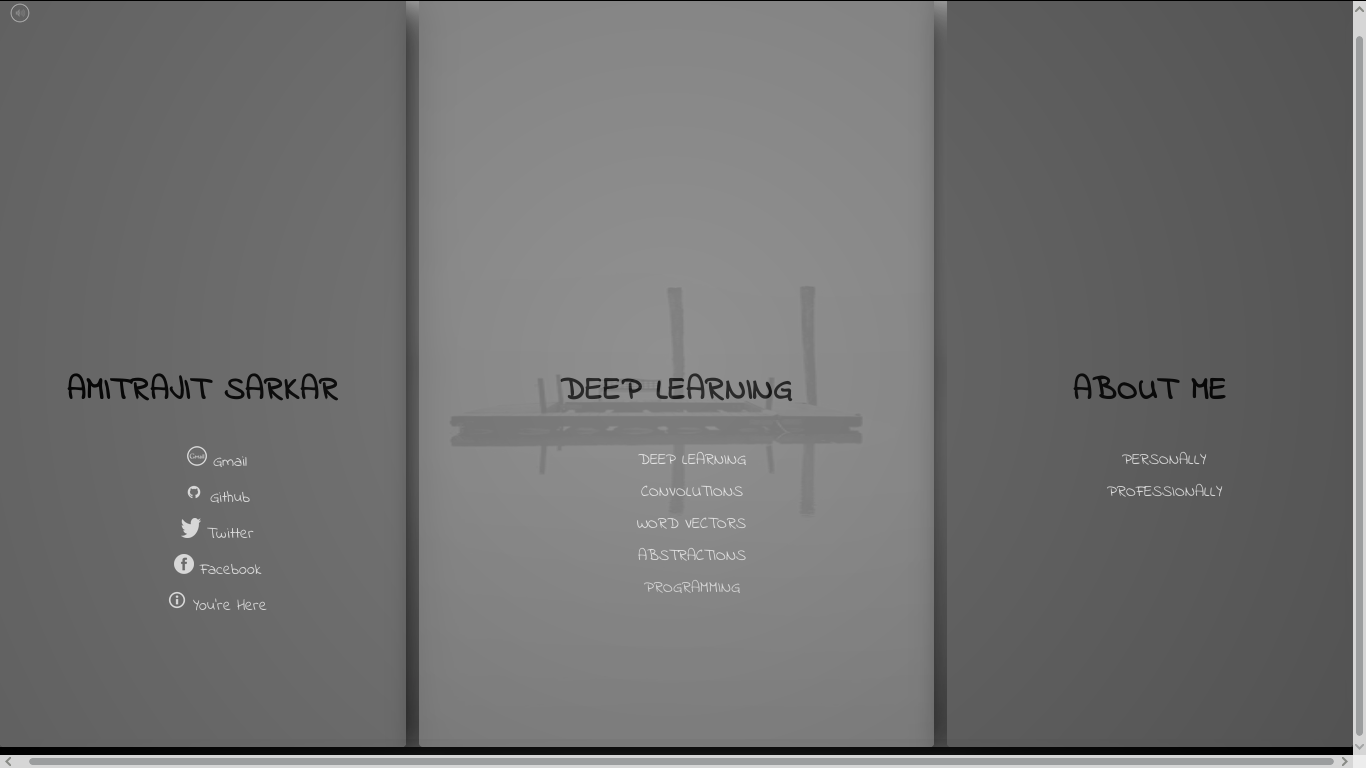 AMITRAJIT SARKAR
Gmail
Github
Twitter
Facebook
You're Here
DEEP LEARNING
DEEP LEARNING
CONVOLUTIONS
WORD VECTORS
ABSTRACTIONS
PROGRAMMING
ABOUT ME
PERSONALLY
PROFESSIONALLY